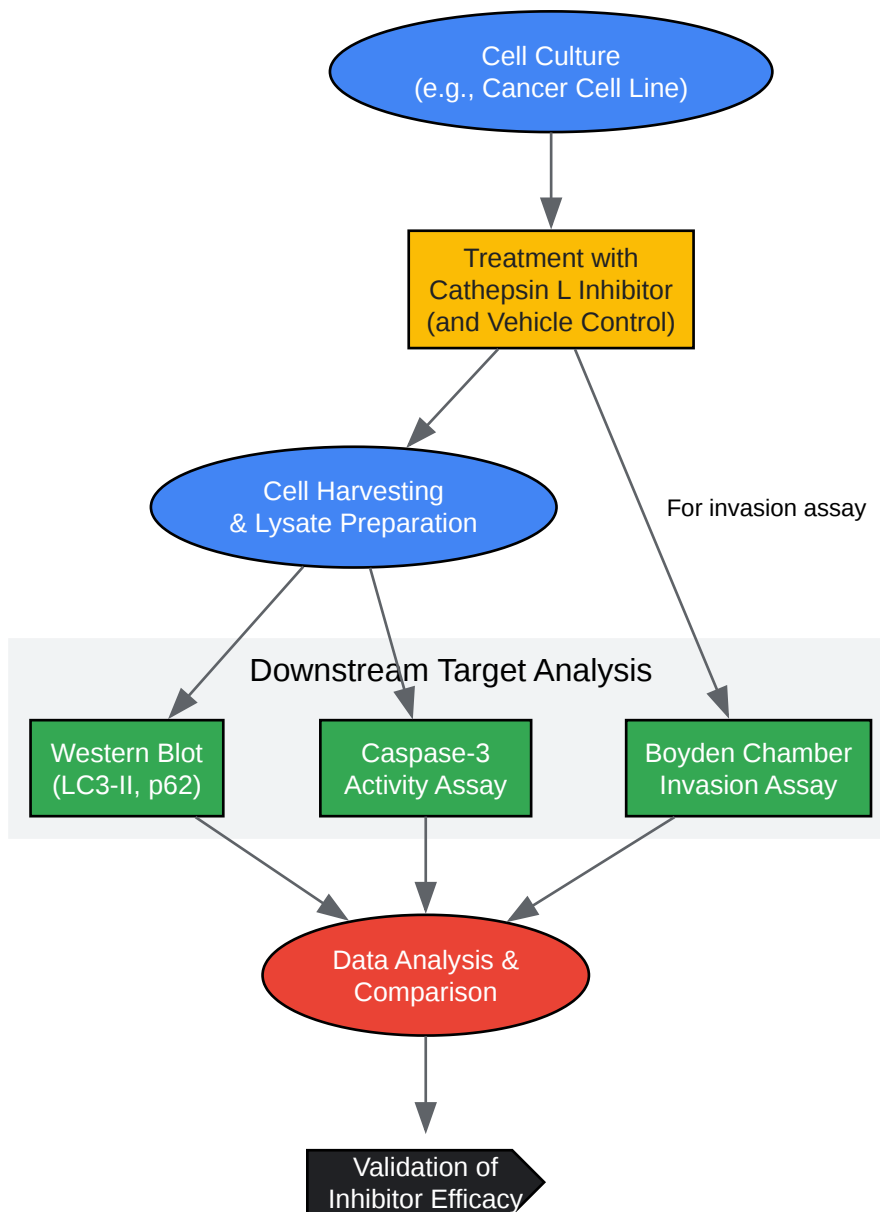 Cell Culture
(e.g., Cancer Cell Line)
Treatment with
Cathepsin L Inhibitor
(and Vehicle Control)
Cell Harvesting
& Lysate Preparation
For invasion assay
Downstream Target Analysis
Western Blot
(LC3-II, p62)
Caspase-3
Activity Assay
Boyden Chamber
Invasion Assay
Data Analysis &
Comparison
Validation of
Inhibitor Efficacy